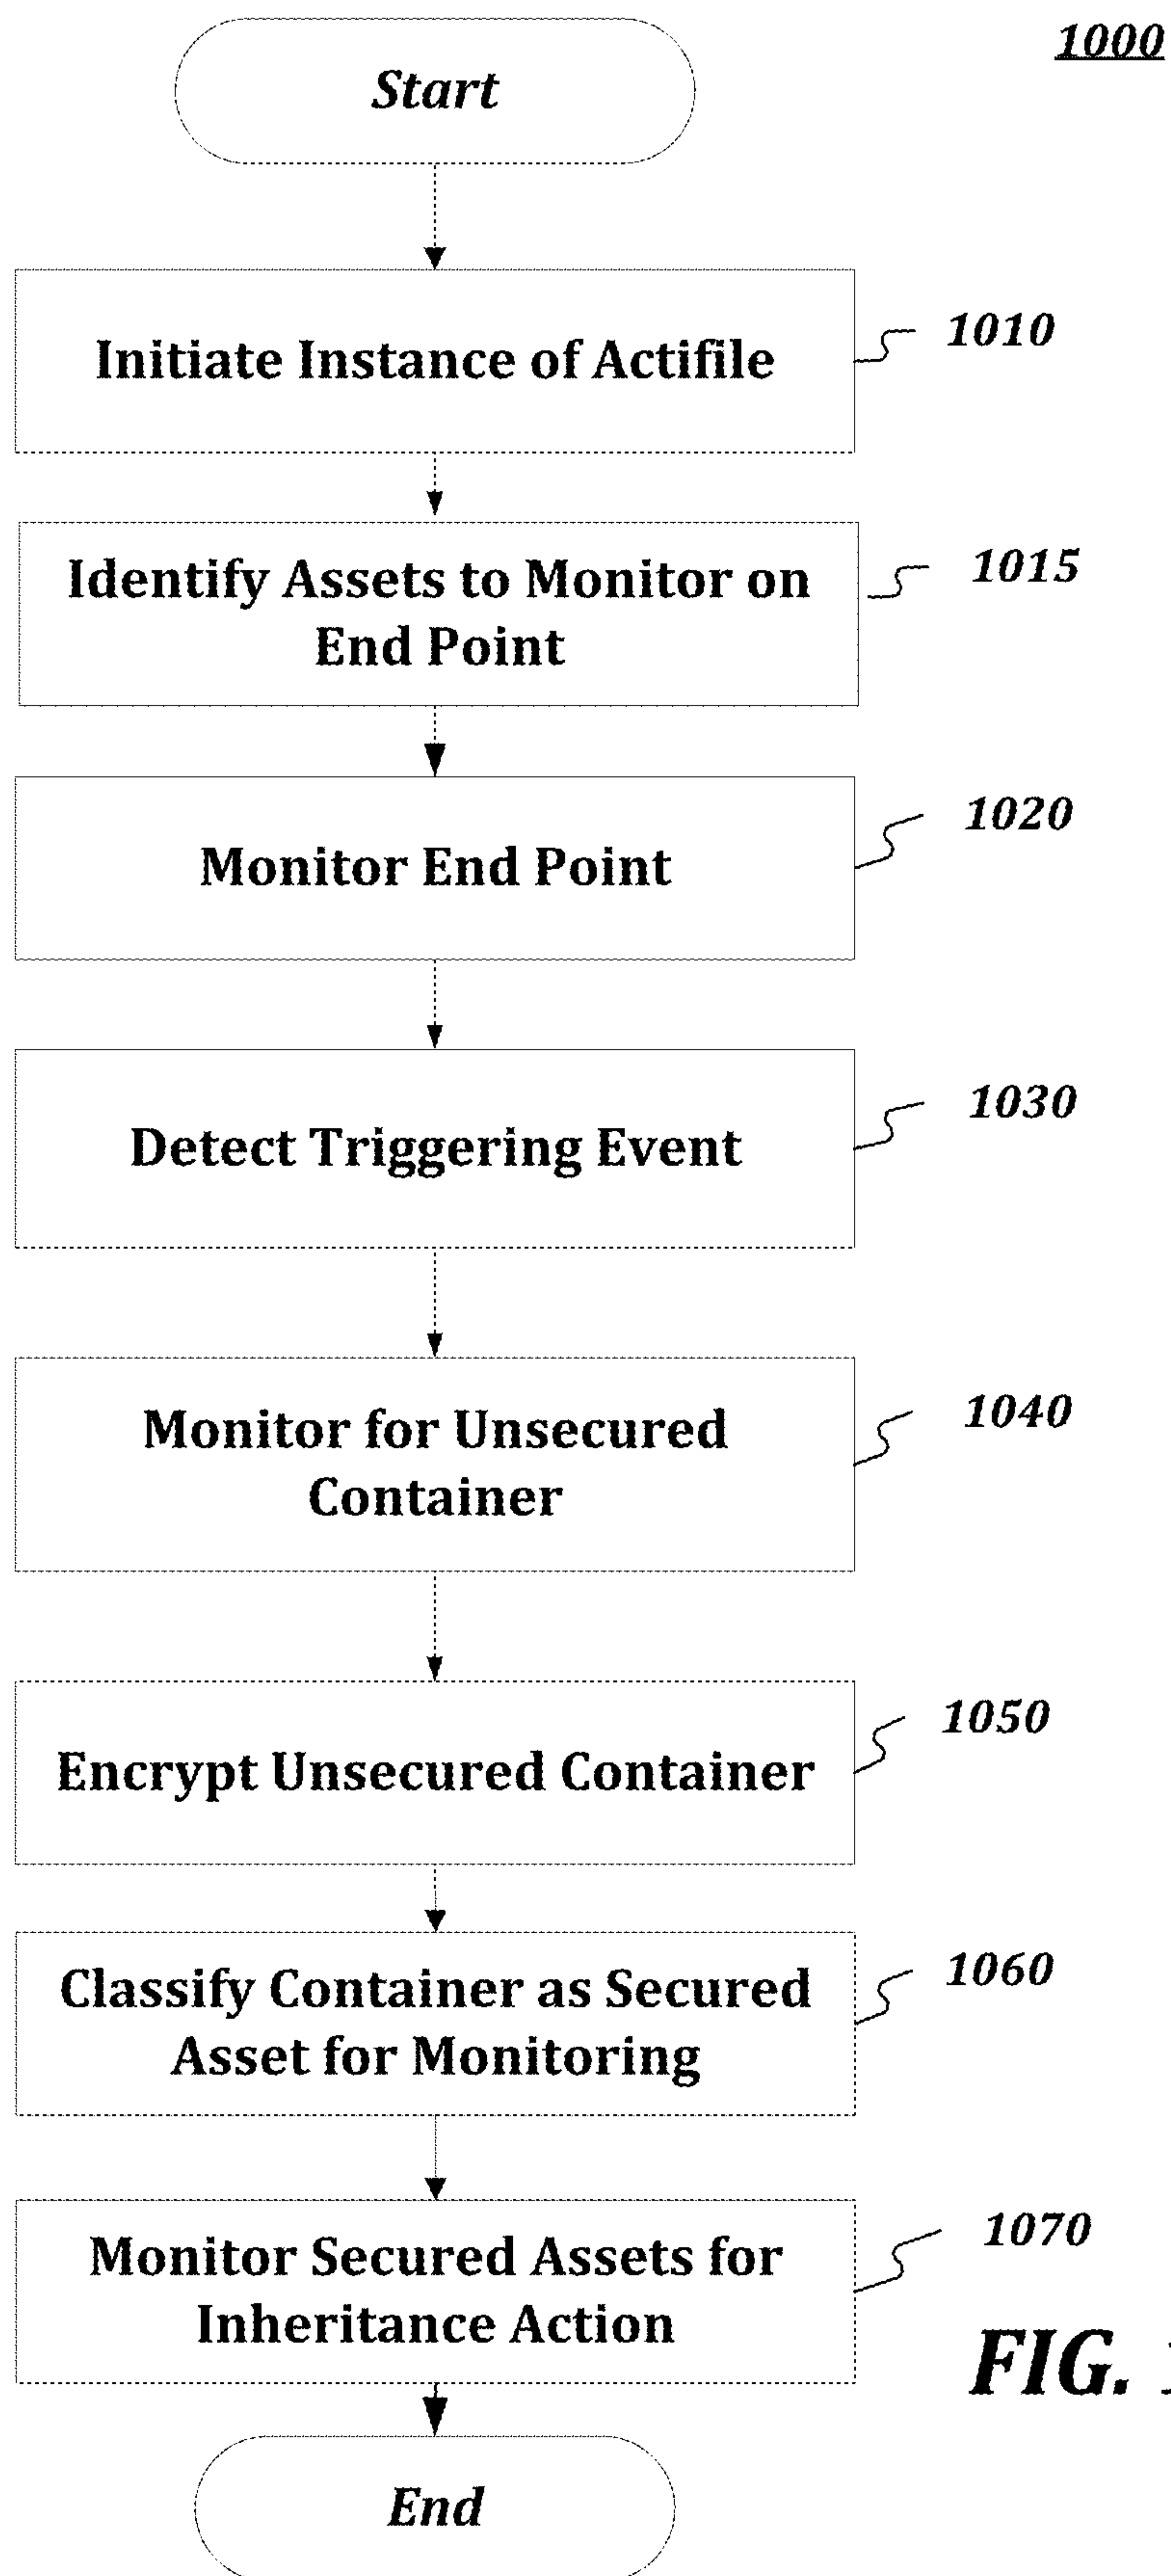 1000
Start
Initiate Instance of Actifile
1010
Identify Assets to Monitor on
End Point
1015
Monitor End Point
1020
Detect Triggering Event
1030
Monitor for Unsecured
Container
1040
Encrypt Unsecured Container
1050
Classify Container as Secured
Asset for Monitoring
1060
Monitor Secured Assets for
Inheritance Action
1070
FIG.
End